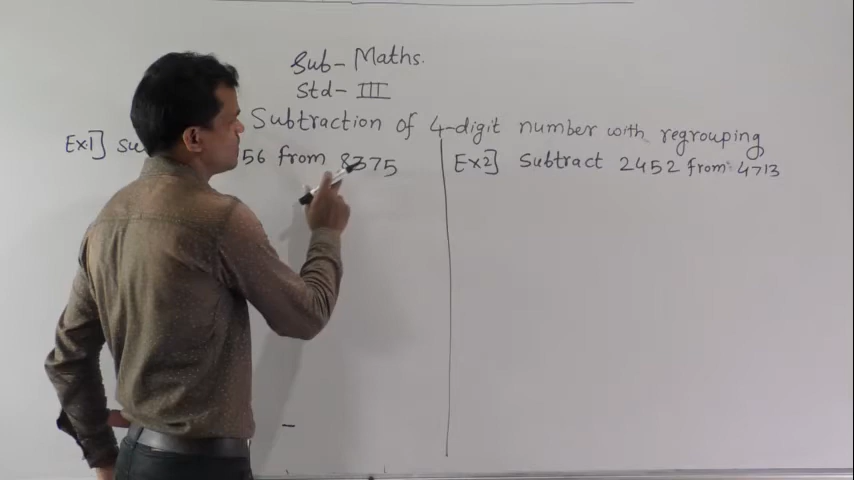 Sub- Maths.
Std- III
Subtraction of 4-digit number with regrouping
Ex1] Su 56 from 8375
Ex2] Subtract 2452 from 4713